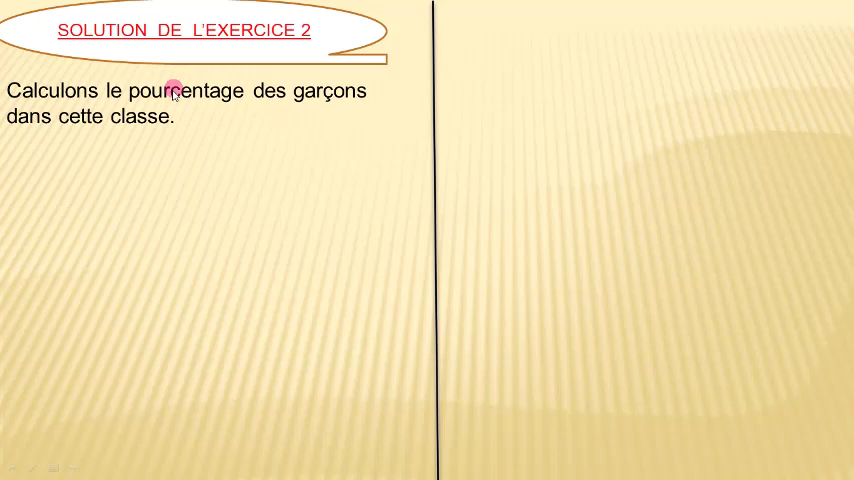 SOLUTION DE L’EXERCICE 2
Calculons le pourcentage des garçons
dans cette classe.